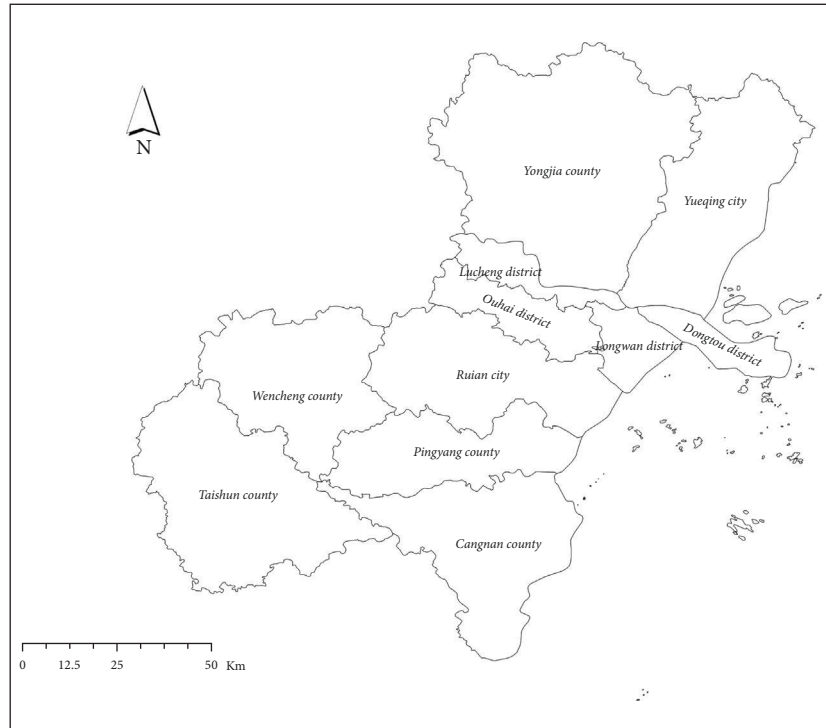 N
Yongjia county
Yueqing city
Lucheng district
Ouhai district
Longwan district
Dongtou district
Ruian city
Wencheng county
Pingyang county
Taishun county
Cangnan county
0 12.5 25 50 Km